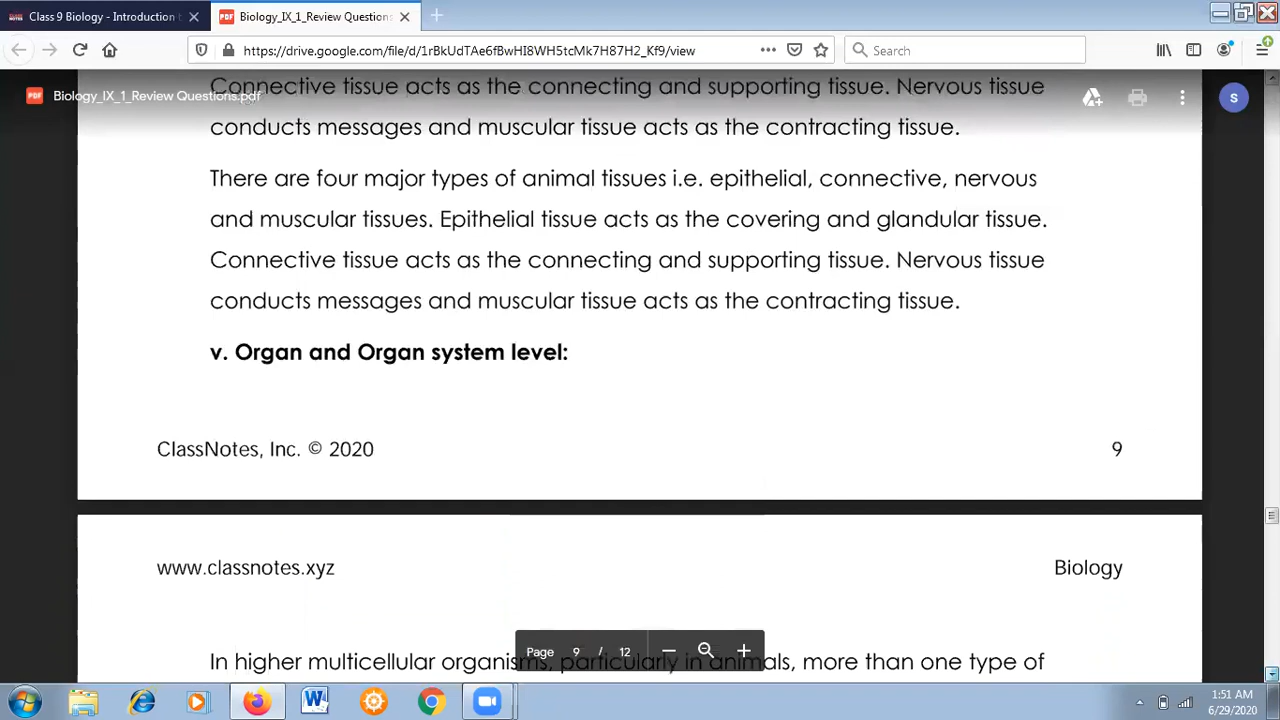 Class 9 Biology - Introduction t
Biology_IX_1_Review Questions
https://drive.google.com/file/d/1rBkUdTAe6fBwHI8WH5tcMk7H87H2_Kf9/view
Search
Connective tissue acts as the connecting and supporting tissue. Nervous tissue
PDF Biology_IX_1_Review Questions.pdf
S
conducts messages and muscular tissue acts as the contracting tissue.
There are four major types of animal tissues i.e. epithelial, connective, nervous
and muscular tissues. Epithelial tissue acts as the covering and glandular tissue.
Connective tissue acts as the connecting and supporting tissue. Nervous tissue
conducts messages and muscular tissue acts as the contracting tissue.
v. Organ and Organ system level:
ClassNotes, Inc. © 2020 9
www.classnotes.xyz Biology
Page 9 / 12
In higher multicellular organisms, particularly in animals, more than one type of
1:51 AM
6/29/2020